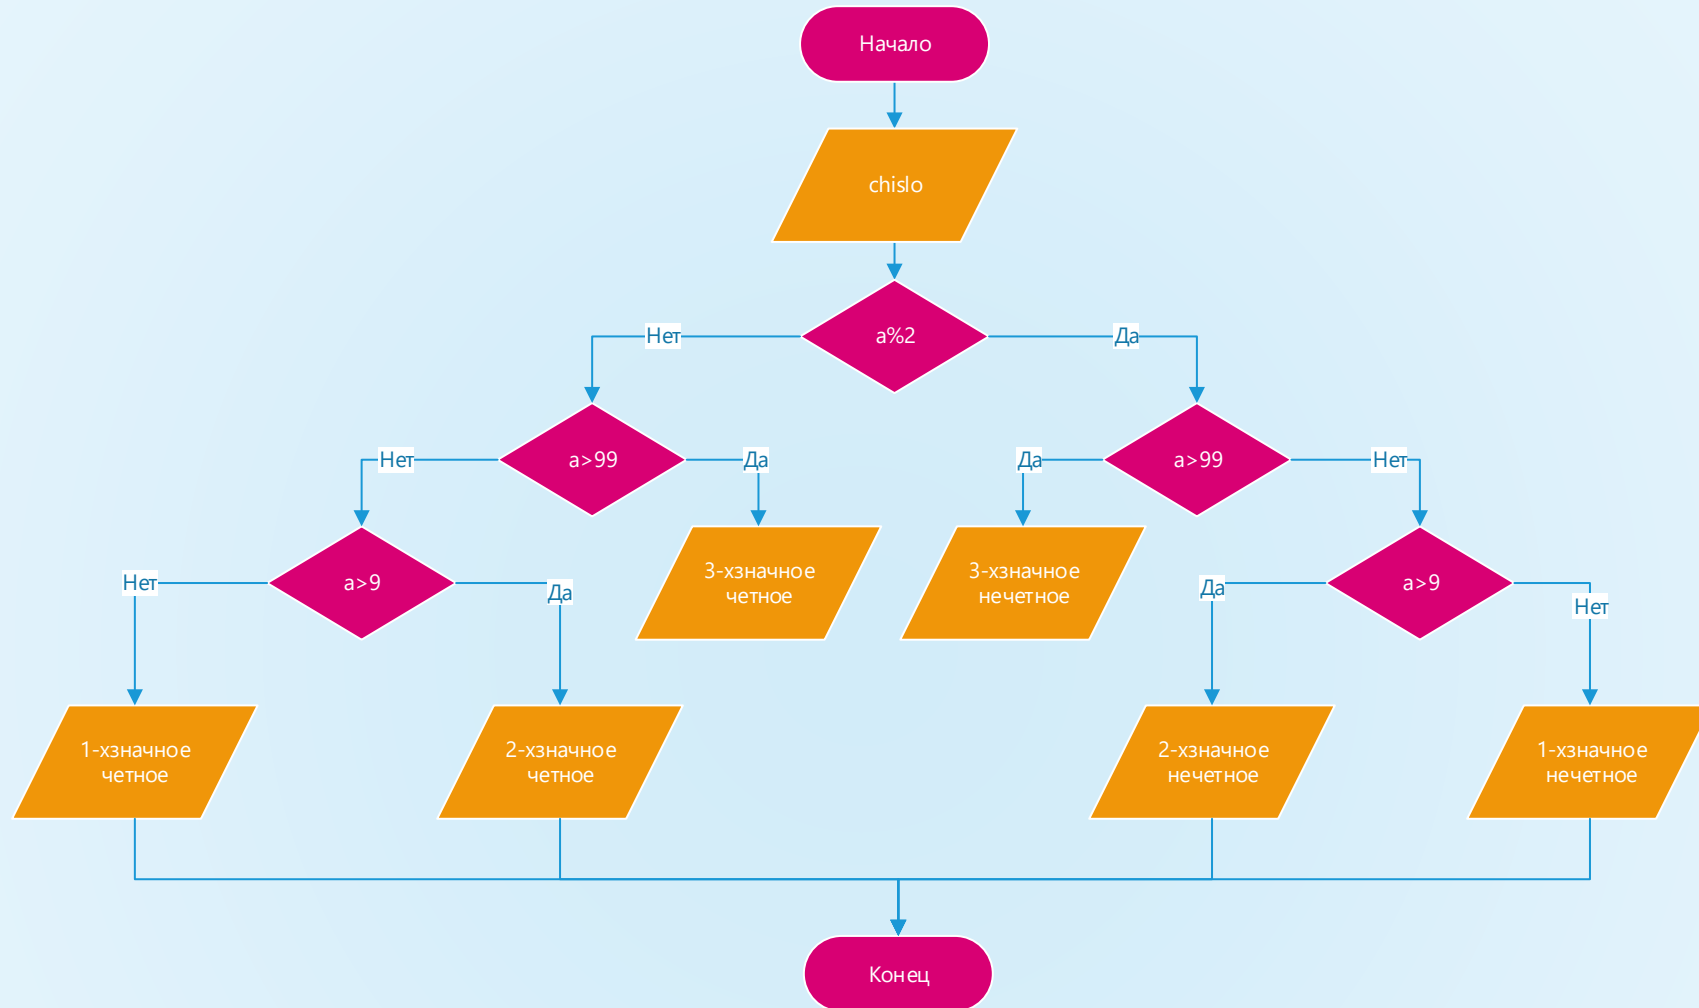 Начало
chislo
a%2
Нет
Да
a>99
a>99
Нет
Да
Да
Нет
a>9
3-хзначное
четное
3-хзначное
нечетное
a>9
Нет
Да
Да
Нет
1-хзначное
четное
2-хзначное
четное
2-хзначное
нечетное
1-хзначное
нечетное
Конец